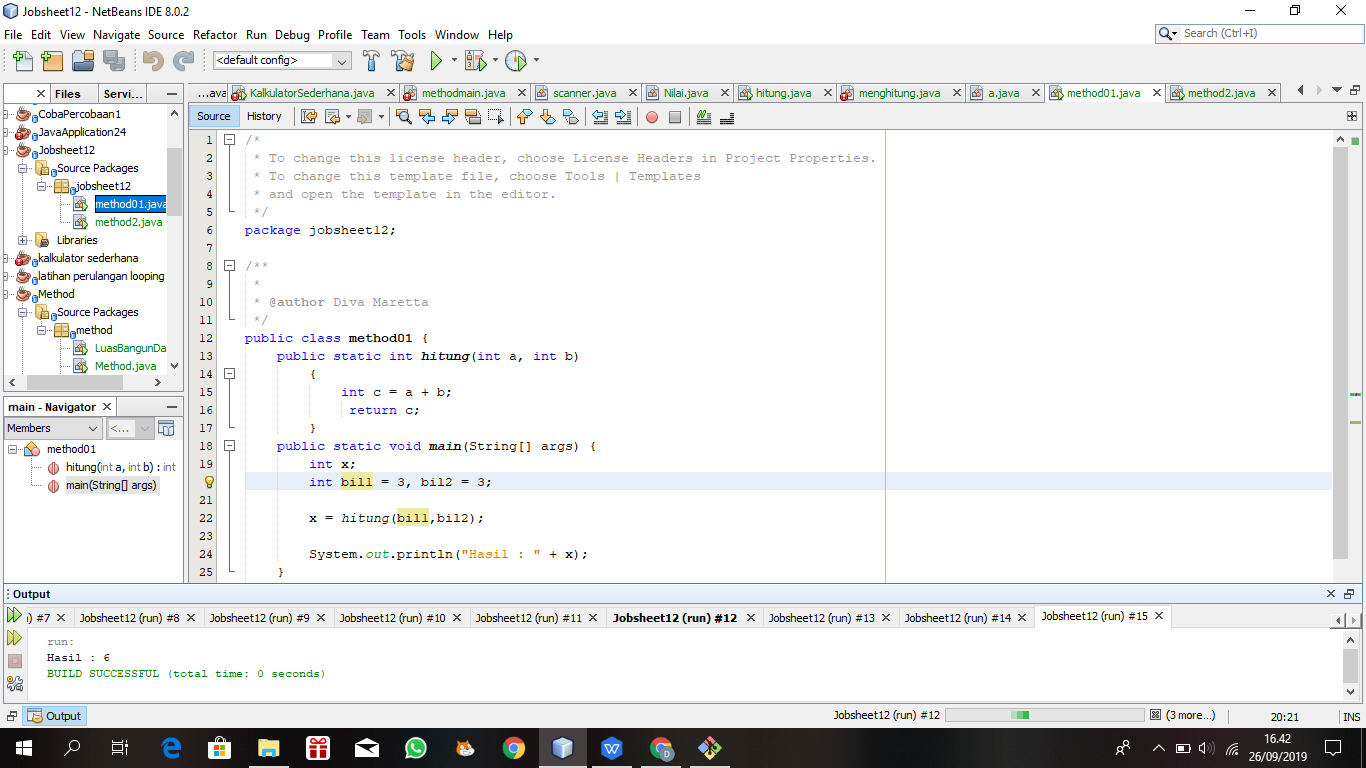 Jobsheet12 - NetBeans IDE 8.0.2
File Edit View Navigate Source Refactor Run Debug Profile Team Tools Window Help
Search (Ctrl+I)
<default config>
Files Servi...
...ava KalkulatorSederhana.java methodmain.java scanner.java Nilai.java hitung.java menghitung.java a.java method01.java method2.java
CobaPercobaan1
JavaApplication24
Jobsheet12
Source Packages
jobsheet12
method01.java
method2.java
Libraries
kalkulator sederhana
latihan perulangan looping
Method
Source Packages
method
LuasBangunDa
Method.java
main - Navigator
Members <...
method01
hitung(int a, int b) : int
main(String[] args)
Source History
1 /*
2 * To change this license header, choose License Headers in Project Properties.
3 * To change this template file, choose Tools | Templates
4 * and open the template in the editor.
5 */
6 package jobsheet12;
7
8 /**
9 *
10 * @author Diva Maretta
11 */
12 public class method01 {
13 public static int hitung(int a, int b)
14 {
15 int c = a + b;
16 return c;
17 }
18 public static void main(String[] args) {
19 int x;
int bil1 = 3, bil2 = 3;
21
22 x = hitung(bil1,bil2);
23
24 System.out.println("Hasil : " + x);
25 }
Output
) #7 Jobsheet12 (run) #8 Jobsheet12 (run) #9 Jobsheet12 (run) #10 Jobsheet12 (run) #11 Jobsheet12 (run) #12 Jobsheet12 (run) #13 Jobsheet12 (run) #14 Jobsheet12 (run) #15
run:
Hasil : 6
BUILD SUCCESSFUL (total time: 0 seconds)
Output
Jobsheet12 (run) #12 (3 more...) 20:21 INS
16.42
26/09/2019